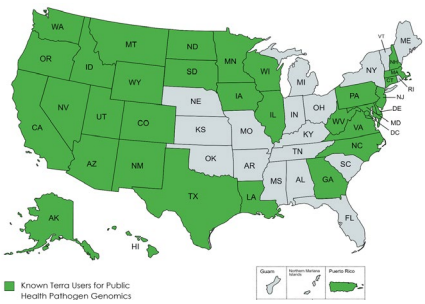 WA
OR
CA
NV
ID
MT
WY
UT
CO
AZ
NM
ND
SD
NE
KS
OK
TX
MN
IA
MO
AR
LA
WI
IL
MI
IN
OH
KY
TN
MS
AL
GA
FL
SC
NC
VA
WV
PA
NY
VT
NH
ME
MA
CT
RI
NJ
DE
MD
DC
AK
HI
Guam
Northern Mariana
Islands
Puerto Rico
Known Terra Users for Public
Health Pathogen Genomics